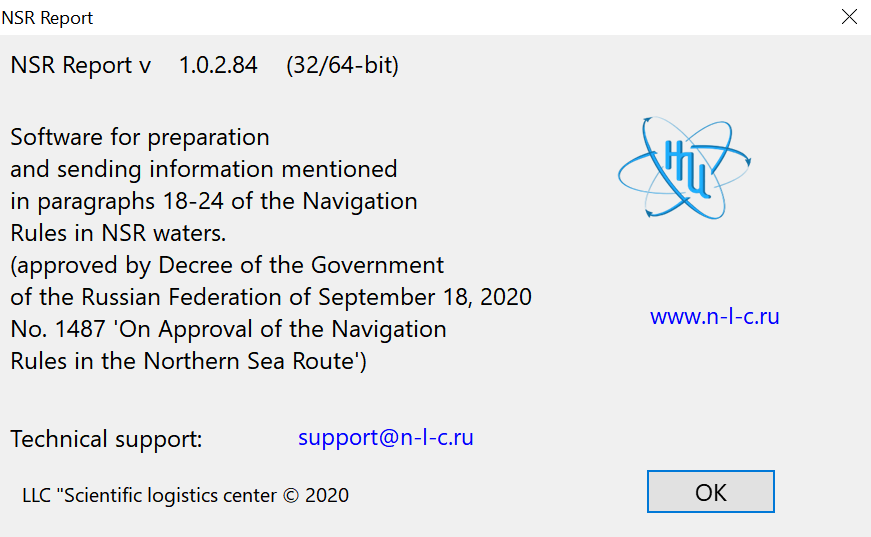 NSR Report
NSR Report v 1.0.2.84 (32/64-bit)
Software for preparation
and sending information mentioned
in paragraphs 18-24 of the Navigation
Rules in NSR waters.
(approved by Decree of the Government
of the Russian Federation of September 18, 2020
No. 1487 'On Approval of the Navigation
Rules in the Northern Sea Route')
НЛЦ
www.n-l-c.ru
Technical support: support@n-l-c.ru
LLC "Scientific logistics center © 2020
OK